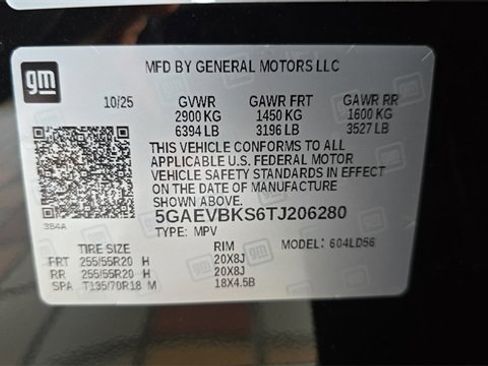 gm
MFD BY GENERAL MOTORS LLC
10/25 GVWR GAWR FRT GAWR RR
2900 KG 1450 KG 1600 KG
6394 LB 3196 LB 3527 LB
THIS VEHICLE CONFORMS TO ALL
APPLICABLE U.S. FEDERAL MOTOR
VEHICLE SAFETY STANDARDS IN EFFECT
ON THE DATE OF MANUFACTURE
SHOWN ABOVE.
5GAEVBKS6TJ206280
3B4A TYPE: MPV
TIRE SIZE RIM MODEL: 604LD56
FRT 255/55R20 H 20X8J
RR 255/55R20 H 20X8J
SPA T135/70R18 M 18X4.5B